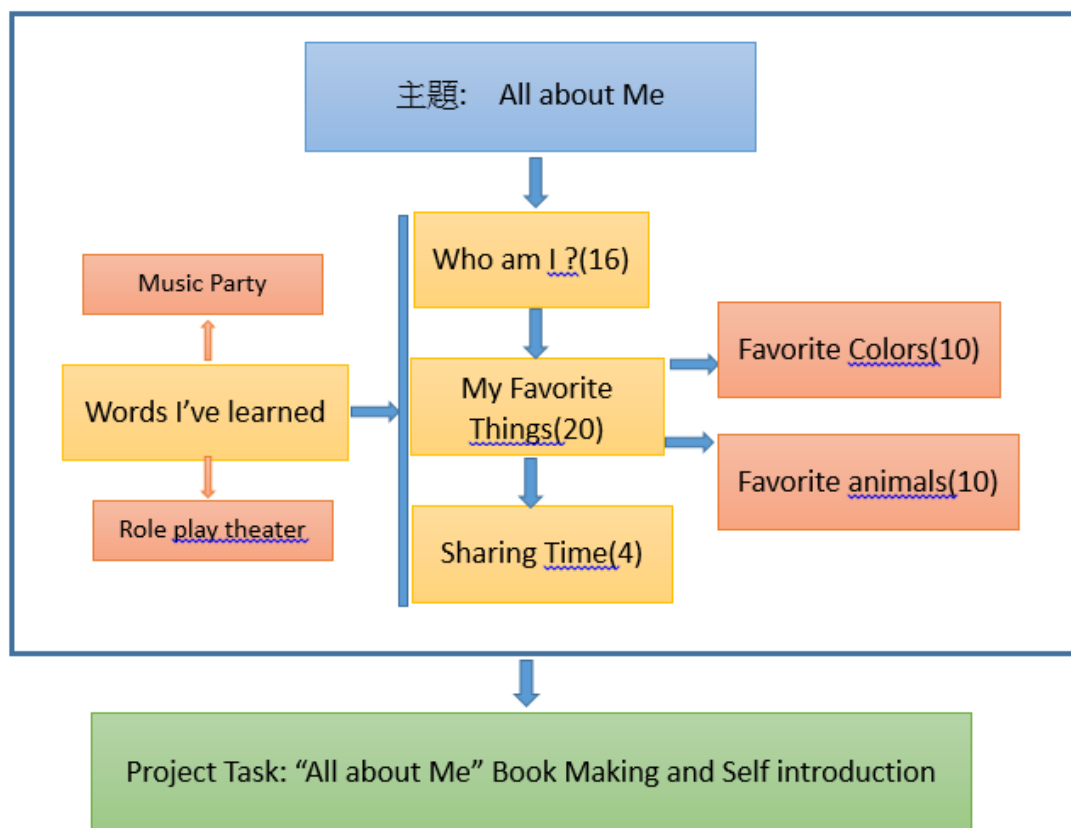 主題: All about Me
Who am I ?(16)
Music Party
Favorite Colors(10)
My Favorite
Things(20)
Words I’ve learned
Favorite animals(10)
Role play theater
Sharing Time(4)
Project Task: “All about Me” Book Making and Self introduction